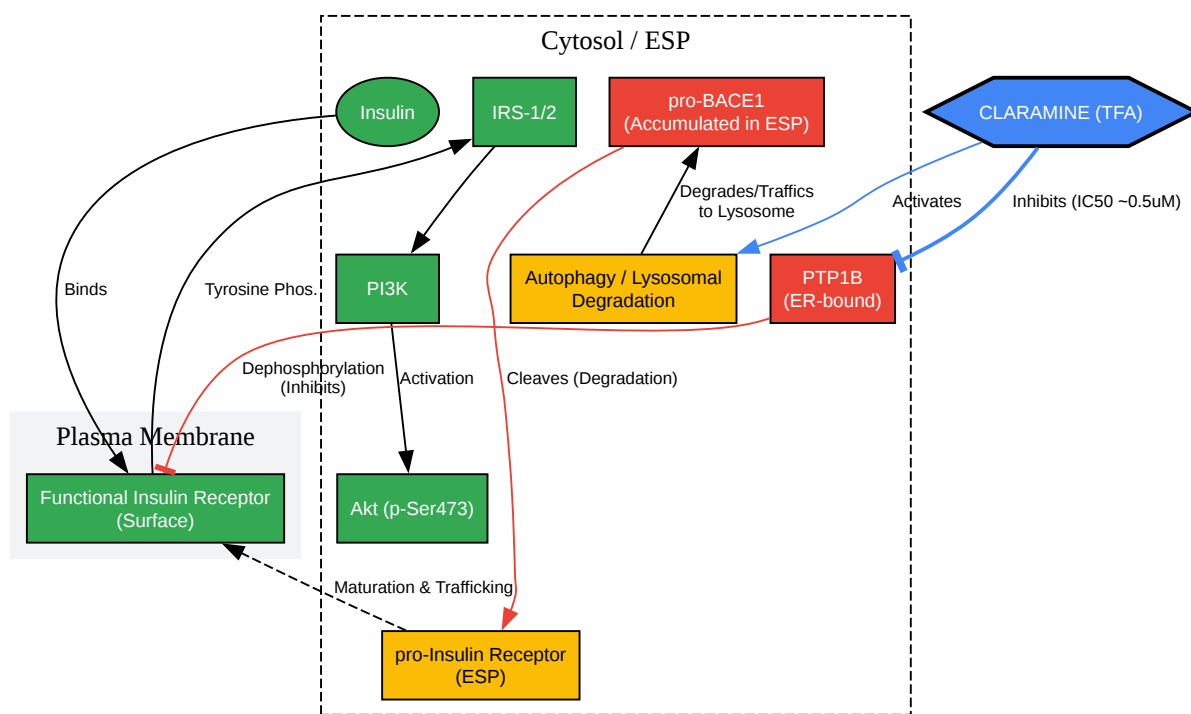 Cytosol / ESP
Insulin
IRS-1/2
pro-BACE1
(Accumulated in ESP)
CLARAMINE (TFA)
Degrades/Traffics
to Lysosome
Activates
Inhibits (IC50 ~0.5uM)
Binds
Tyrosine Phos.
PI3K
Autophagy / Lysosomal
Degradation
PTP1B
(ER-bound)
Dephosphorylation
(Inhibits)
Activation
Cleaves (Degradation)
Plasma Membrane
Functional Insulin Receptor
(Surface)
Akt (p-Ser473)
Maturation & Trafficking
pro-Insulin Receptor
(ESP)